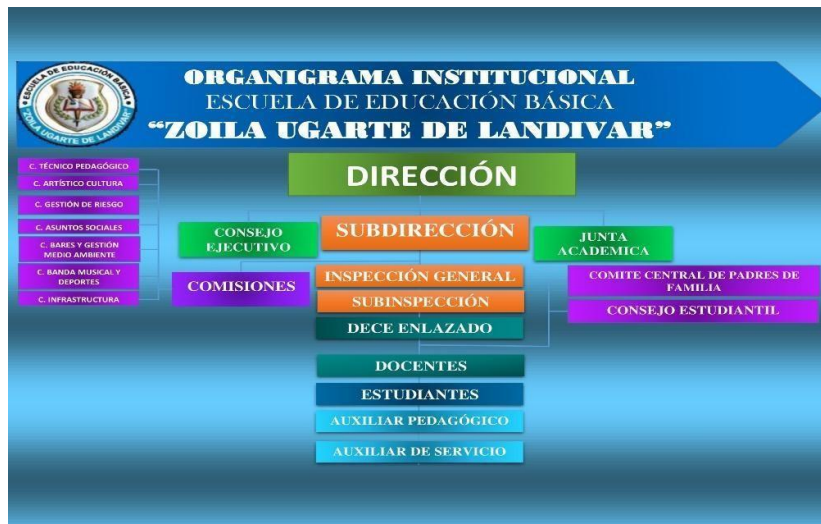 ORGANIGRAMA INSTITUCIONAL
ESCUELA DE EDUCACIÓN BÁSICA
“ZOILA UGARTE DE LANDIVAR”
ESCUELA DE EDUCACIÓN BÁSICA
"ZOILA UGARTE DE LANDIVAR"
DIRECCIÓN
C. TÉCNICO PEDAGÓGICO
C. ARTÍSTICO CULTURA
C. GESTIÓN DE RIESGO
C. ASUNTOS SOCIALES
C. BARES Y GESTIÓN
MEDIO AMBIENTE
C. BANDA MUSICAL Y
DEPORTES
C. INFRASTRUCTURA
CONSEJO
EJECUTIVO
SUBDIRECCIÓN
JUNTA
ACADEMICA
COMISIONES
INSPECCIÓN GENERAL
SUBINSPECCIÓN
DECE ENLAZADO
COMITE CENTRAL DE PADRES DE
FAMILIA
CONSEJO ESTUDIANTIL
DOCENTES
ESTUDIANTES
AUXILIAR PEDAGÓGICO
AUXILIAR DE SERVICIO